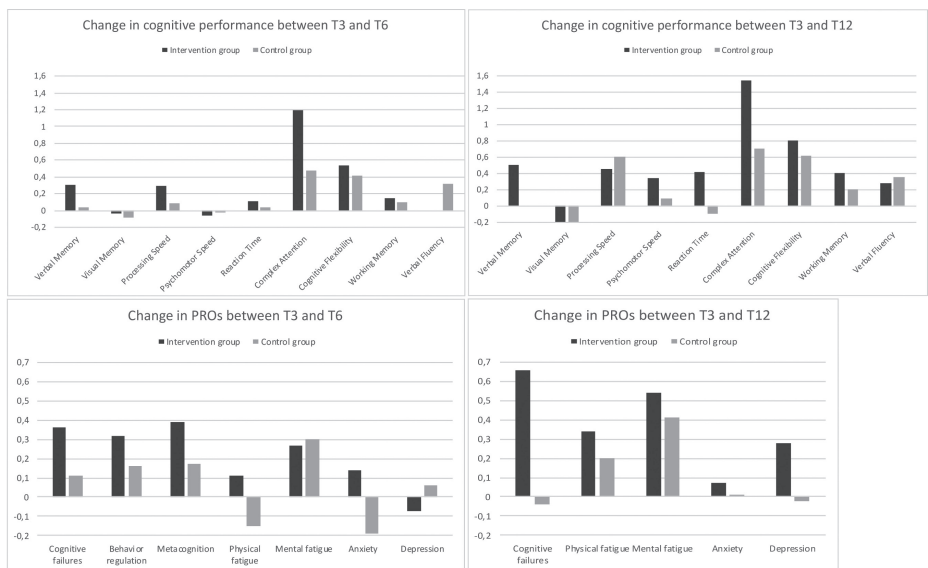 Change in cognitive performance between T3 and T6
Intervention group Control group
1,6
1,4
1,2
1
0,8
0,6
0,4
0,2
0
-0,2
Verbal Memory
Visual Memory
Processing Speed
Psychomotor Speed
Reaction Time
Complex Attention
Cognitive Flexibility
Working Memory
Verbal Fluency
Change in cognitive performance between T3 and T12
Intervention group Control group
1,6
1,4
1,2
1
0,8
0,6
0,4
0,2
0
-0,2
Verbal Memory
Visual Memory
Processing Speed
Psychomotor Speed
Reaction Time
Complex Attention
Cognitive Flexibility
Working Memory
Verbal Fluency
Change in PROs between T3 and T6
Intervention group Control group
0,7
0,6
0,5
0,4
0,3
0,2
0,1
0
-0,1
-0,2
Cognitive failures
Behavior regulation
Metacognition
Physical fatigue
Mental fatigue
Anxiety
Depression
Change in PROs between T3 and T12
Intervention group Control group
0,7
0,6
0,5
0,4
0,3
0,2
0,1
0
-0,1
-0,2
Cognitive failures
Physical fatigue
Mental fatigue
Anxiety
Depression